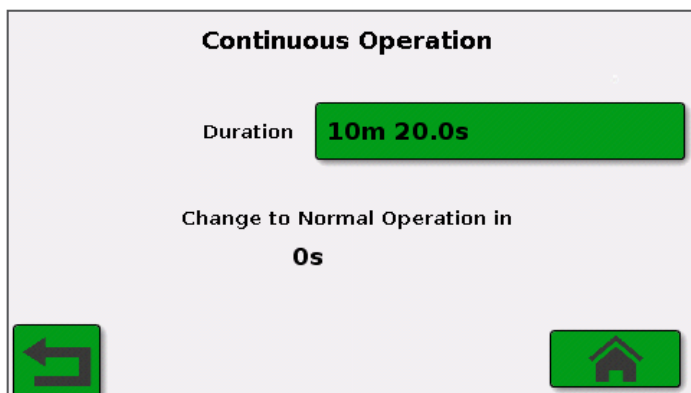 Continuous Operation
Duration 10m 20.0s
Change to Normal Operation in
0s